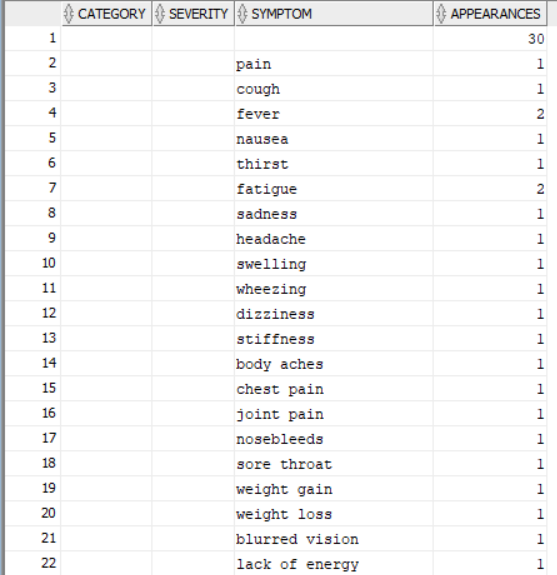 CATEGORY SEVERITY SYMPTOM APPEARANCES
1 30
2 pain 1
3 cough 1
4 fever 2
5 nausea 1
6 thirst 1
7 fatigue 2
8 sadness 1
9 headache 1
10 swelling 1
11 wheezing 1
12 dizziness 1
13 stiffness 1
14 body aches 1
15 chest pain 1
16 joint pain 1
17 nosebleeds 1
18 sore throat 1
19 weight gain 1
20 weight loss 1
21 blurred vision 1
22 lack of energy 1